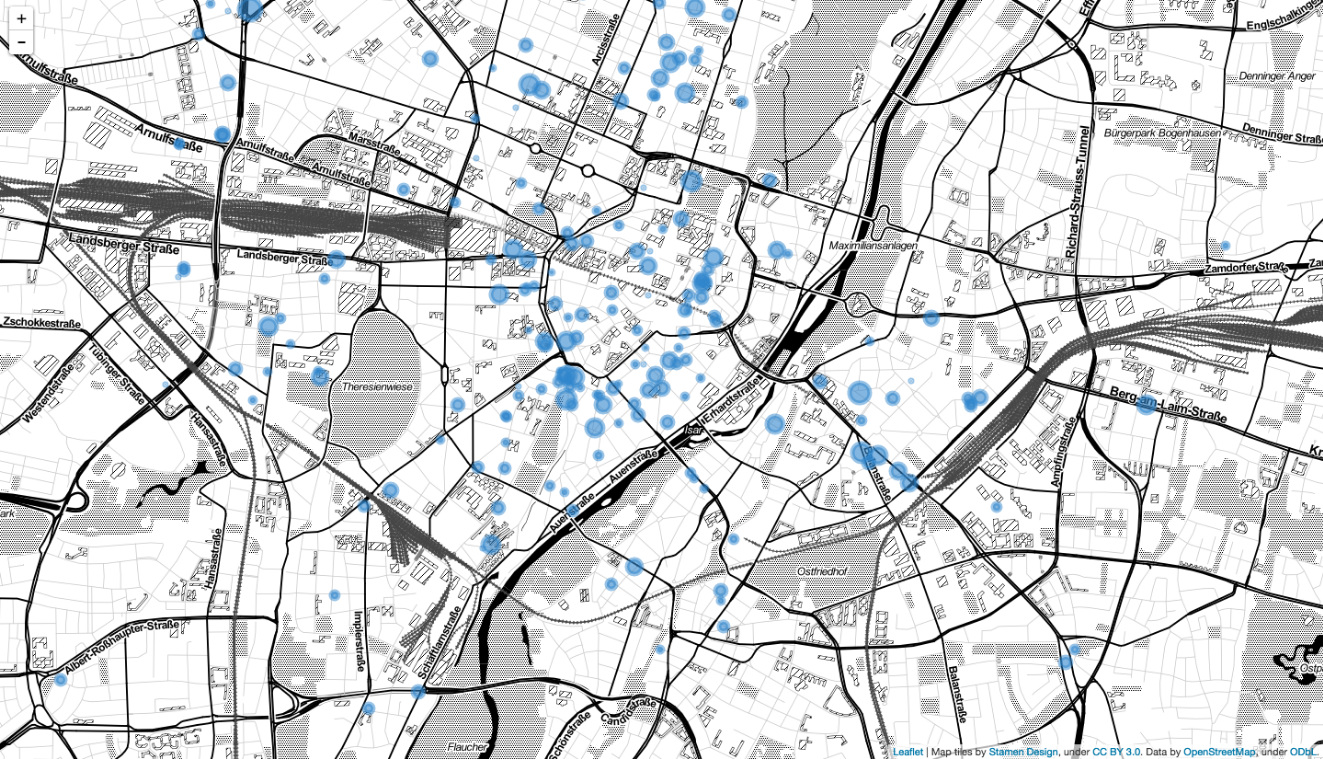 +
−
Arcisstraße
Englschalking
Denninger Anger
Arnulfstraße
Bürgerpark Bogenhausen
Denninger Straße
Marsstraße
Arnulfstraße
Arnulfstraße
Richard-Strauss-Tunnel
Landsberger Straße
Landsberger Straße
Maximiliansanlagen
Zamdorfer Straße
Zschokkestraße
Tübinger Straße
Westendstraße
Theresienwiese
Erhardtstraße
Berg-am-Laim-Straße
Hansastraße
Isar
Auenstraße
Ampfingstraße
Auenstraße
Hansastraße
Ostfriedhof
Implerstraße
Schäftlarnstraße
Albert-Roßhaupter-Straße
Balanstraße
Candidstraße
Flaucher
Leaflet | Map tiles by Stamen Design, under CC BY 3.0. Data by OpenStreetMap, under ODbL.